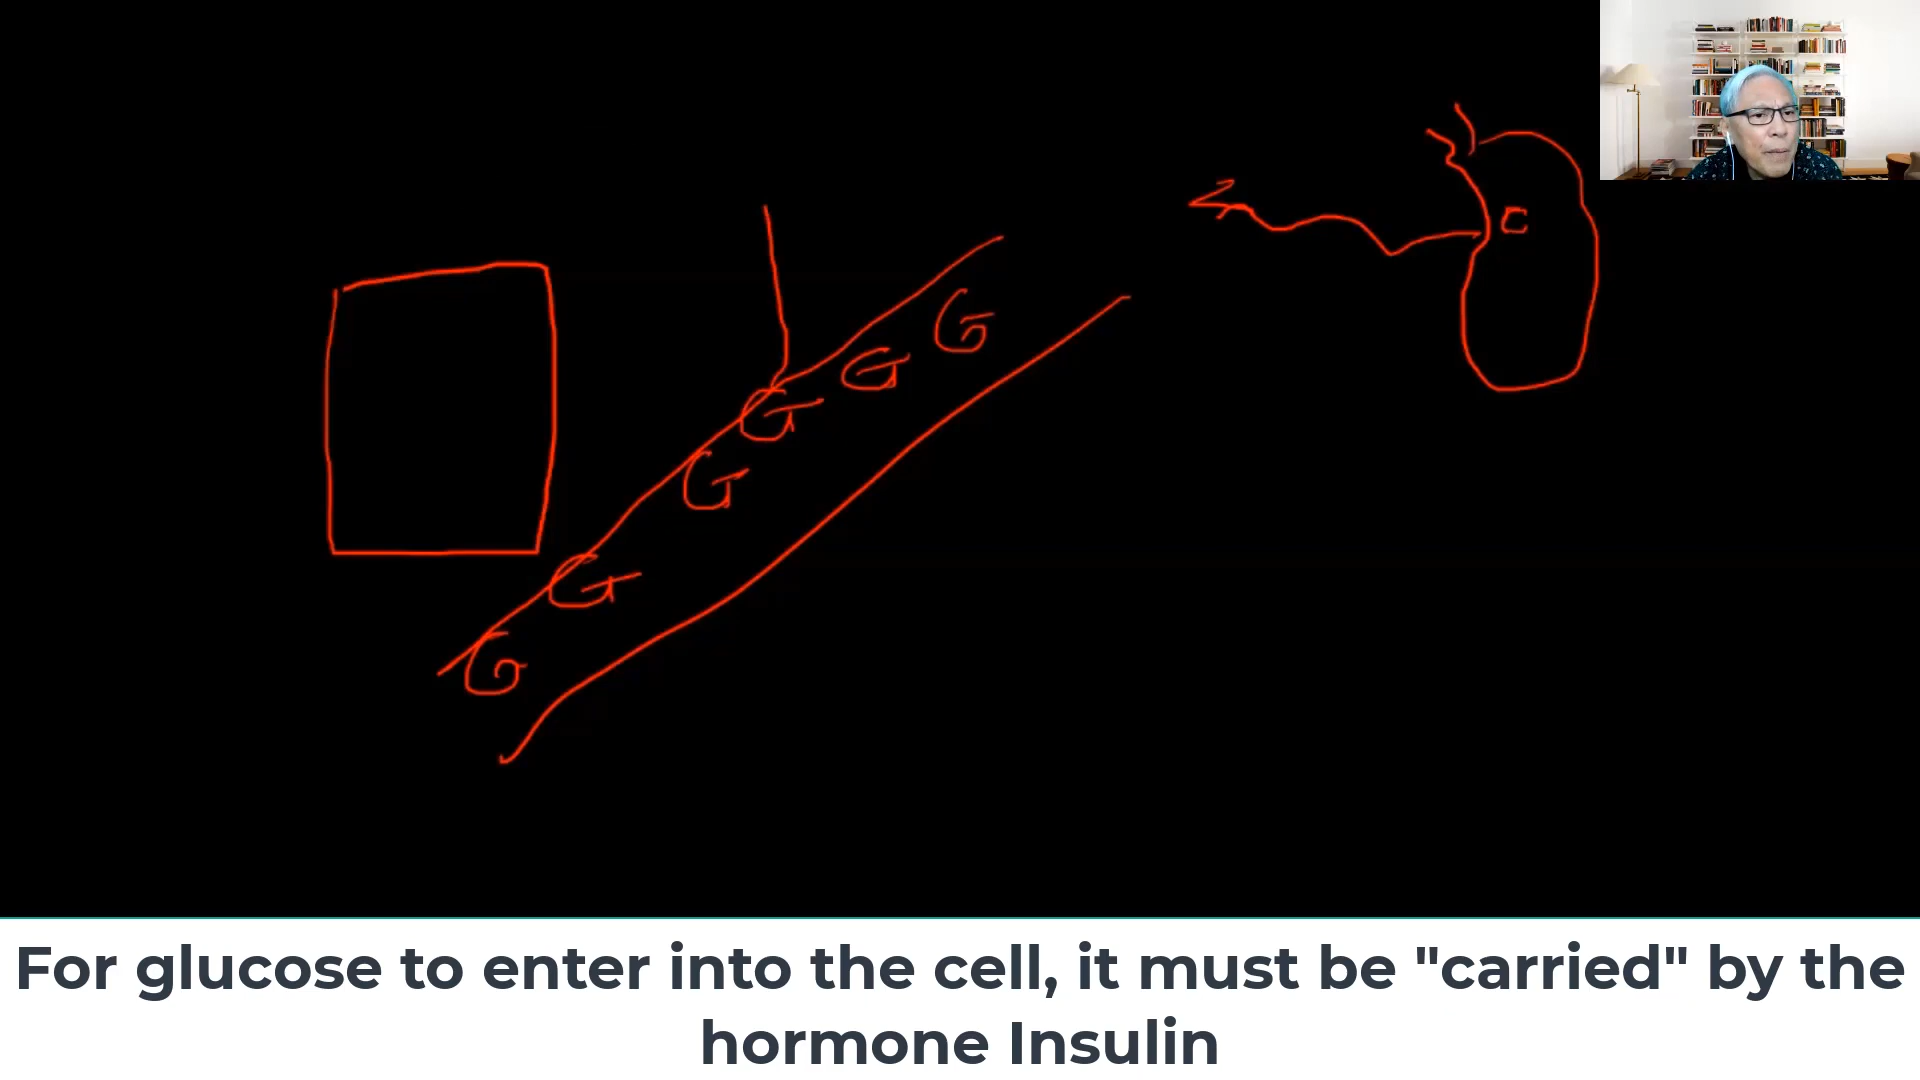 C
G
G
G
G
G
G
For glucose to enter into the cell, it must be "carried" by the
hormone Insulin